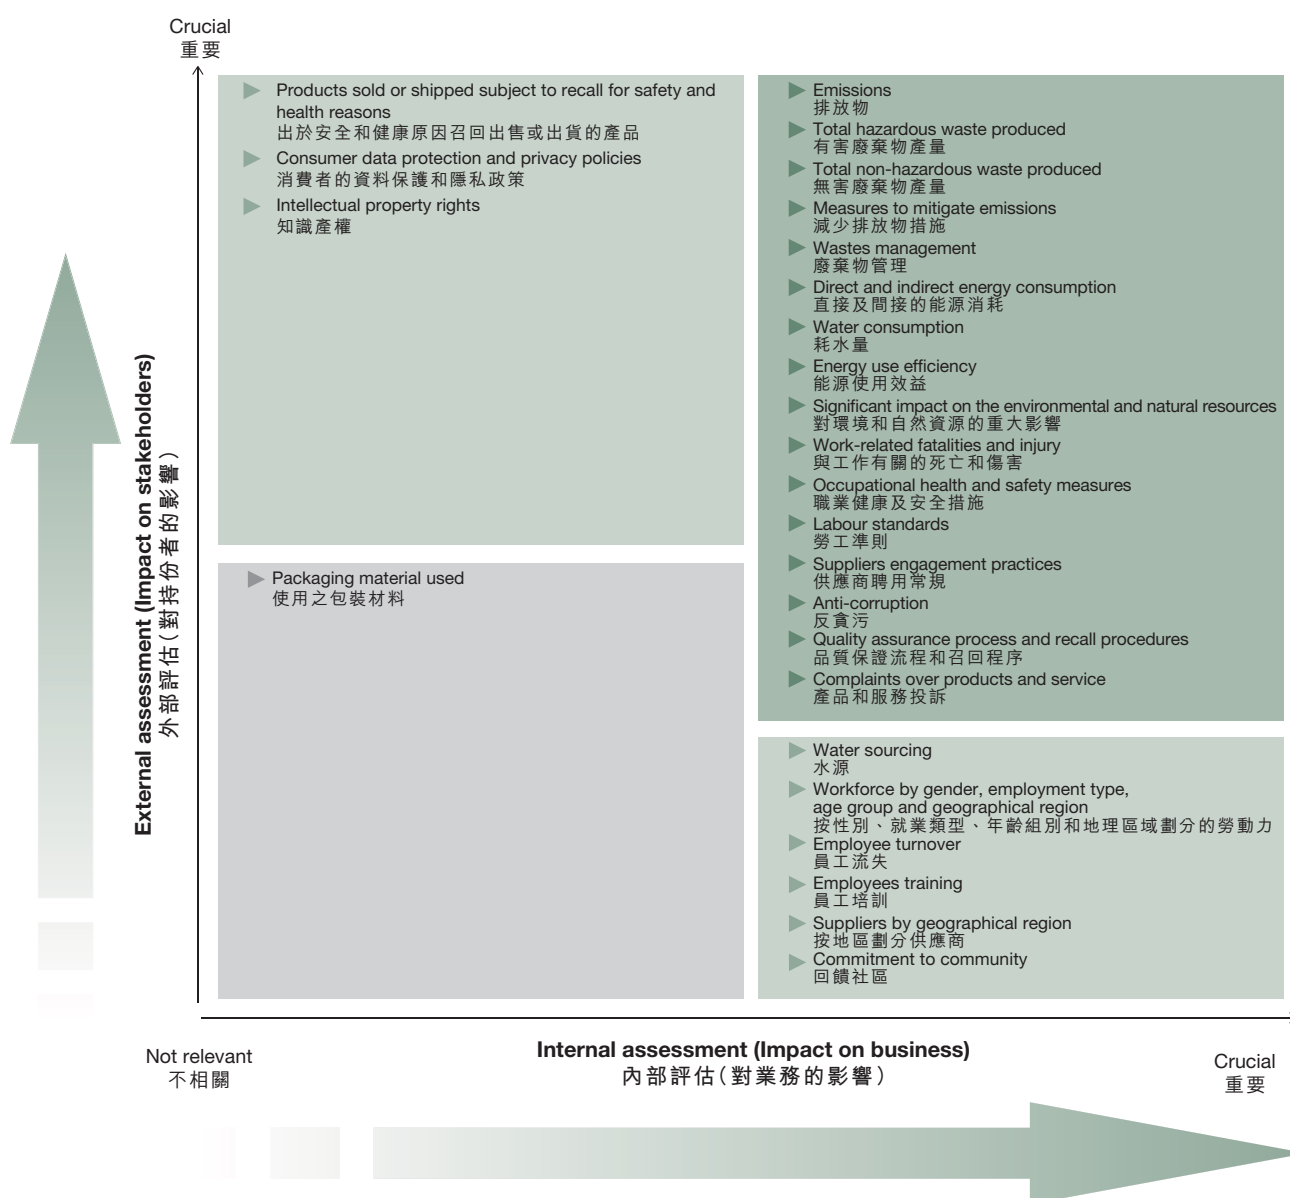 Crucial
重要
Products sold or shipped subject to recall for safety and
health reasons
出於安全和健康原因召回出售或出貨的產品
Consumer data protection and privacy policies
消費者的資料保護和隱私政策
Intellectual property rights
知識產權
Emissions
排放物
Total hazardous waste produced
有害廢棄物產量
Total non-hazardous waste produced
無害廢棄物產量
Measures to mitigate emissions
減少排放物措施
Wastes management
廢棄物管理
Direct and indirect energy consumption
直接及間接的能源消耗
Water consumption
耗水量
Energy use efficiency
能源使用效益
Significant impact on the environmental and natural resources
對環境和自然資源的重大影響
Work-related fatalities and injury
與工作有關的死亡和傷害
Occupational health and safety measures
職業健康及安全措施
Labour standards
勞工準則
Suppliers engagement practices
供應商聘用常規
Anti-corruption
反貪污
Quality assurance process and recall procedures
品質保證流程和召回程序
Complaints over products and service
產品和服務投訴
External assessment (Impact on stakeholders)
外部評估(對持份者的影響)
Packaging material used
使用之包裝材料
Water sourcing
水源
Workforce by gender, employment type,
age group and geographical region
按性別、就業類型、年齡組別和地理區域劃分的勞動力
Employee turnover
員工流失
Employees training
員工培訓
Suppliers by geographical region
按地區劃分供應商
Commitment to community
回饋社區
Not relevant
不相關
Internal assessment (Impact on business)
內部評估(對業務的影響)
Crucial
重要